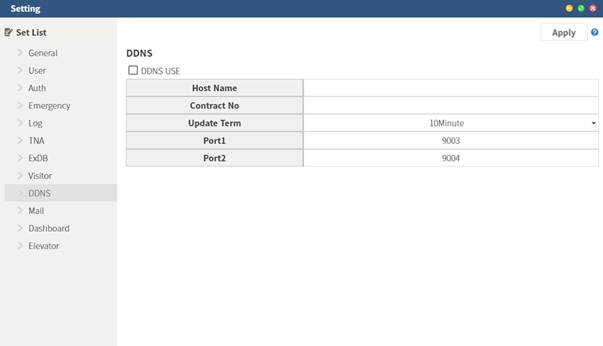 Setting
Set List
General
User
Auth
Emergency
Log
TNA
ExDB
Visitor
DDNS
Mail
Dashboard
Elevator
Apply
?
DDNS
DDNS USE
Host Name
Contract No
Update Term 10Minute
Port1 9003
Port2 9004